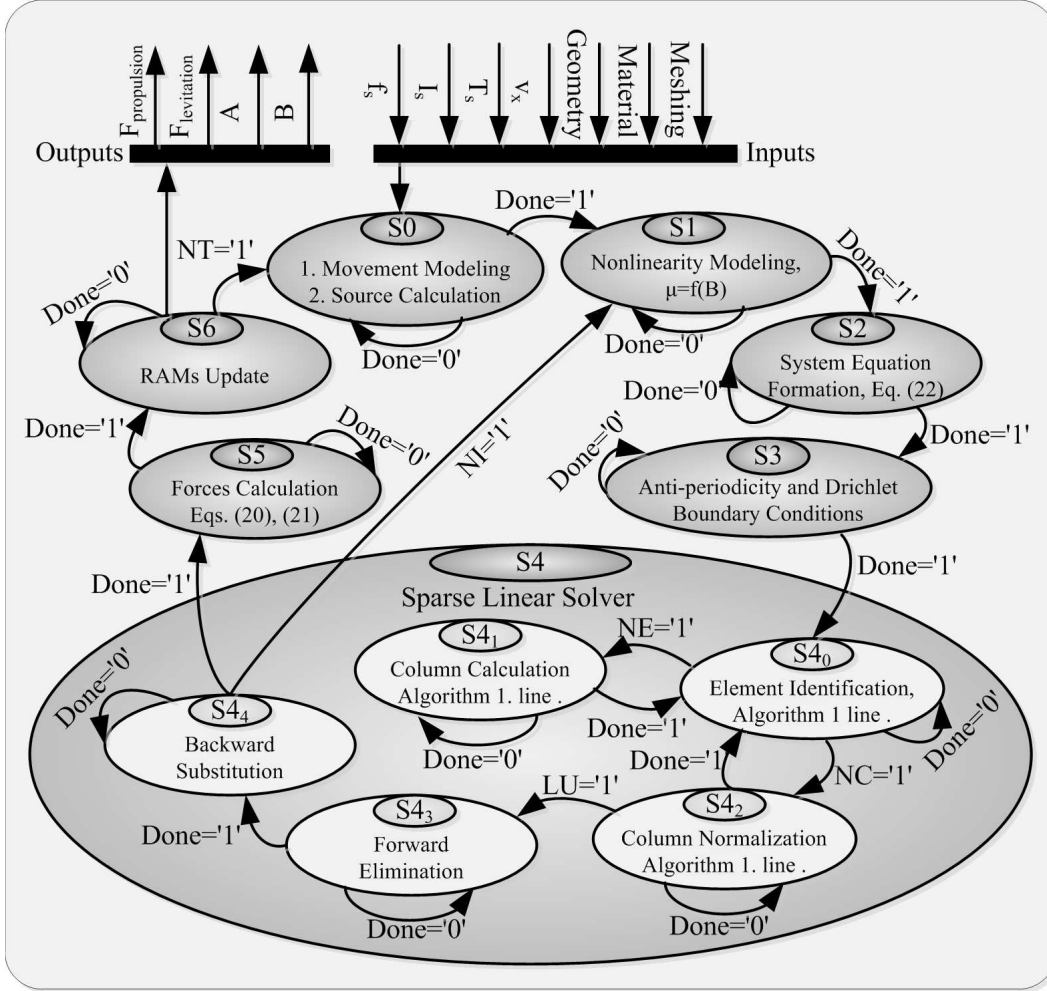 F_propulsion
F_levitation
A
B
f_s
I_s
T_s
v_x
Geometry
Material
Meshing
Outputs
Inputs
Done='1'
S0
1. Movement Modeling
2. Source Calculation
Done='0'
S1
Nonlinearity Modeling,
μ=f(B)
Done='0'
Done='1'
NT='1'
Done='0'
S6
RAMs Update
S2
System Equation
Formation, Eq. (22)
Done='0'
Done='1'
Done='1'
S5
Forces Calculation
Eqs. (20), (21)
Done='0'
NI='1'
Done='0'
S3
Anti-periodicity and Drichlet
Boundary Conditions
Done='1'
Done='1'
S4
Sparse Linear Solver
S4₁
Column Calculation
Algorithm 1. line .
Done='0'
NE='1'
Done='1'
S4₀
Element Identification,
Algorithm 1 line .
Done='0'
Done='0'
S4₄
Backward
Substitution
Done='1
NC='1'
LU='1'
S4₂
Column Normalization
Algorithm 1. line .
Done='0'
Done='1'
S4₃
Forward
Elimination
Done='0'